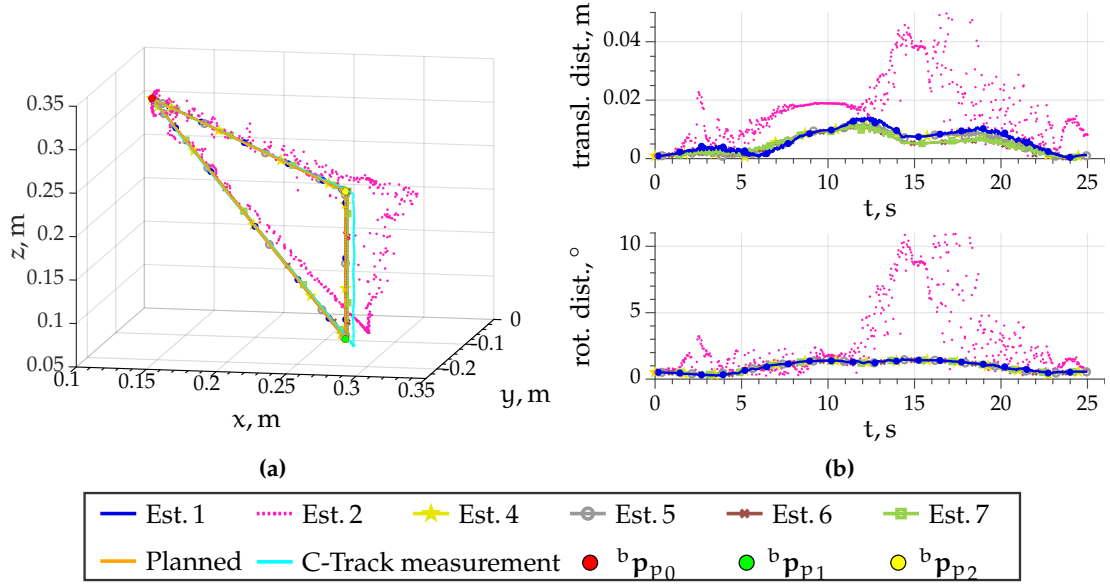 0.35
0.3
0.25
0.2
0.15
0.1
0.05
z, m
0.1
0.15
0.2
0.25
0.3
0.35
x, m
0
-0.1
-0.2
y, m
(a)
0.04
0.02
0
transl. dist., m
0 5 10 15 20 25
t, s
10
5
0
rot. dist., °
0 5 10 15 20 25
t, s
(b)
Est. 1 Est. 2 Est. 4 Est. 5 Est. 6 Est. 7
Planned C-Track measurement ᵇp_p₀ ᵇp_p₁ ᵇp_p₂